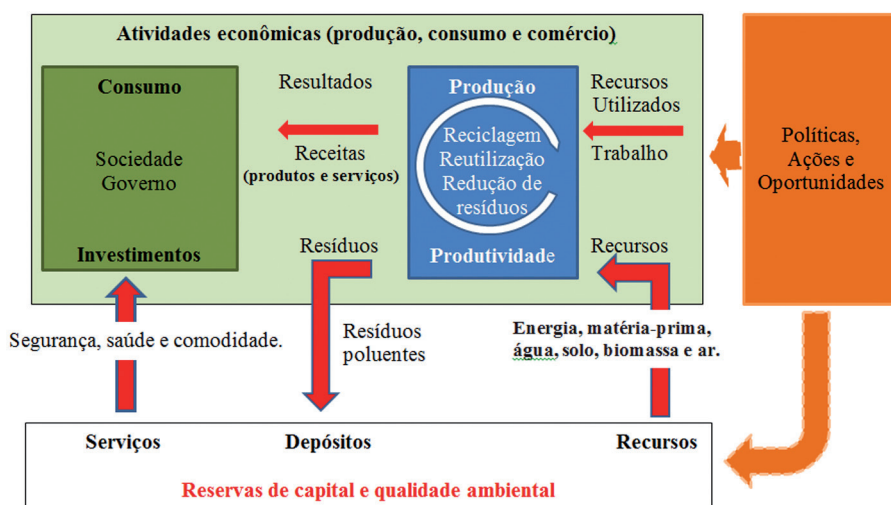 Atividades econômicas (produção, consumo e comércio)
Consumo
Sociedade
Governo
Investimentos
Resultados
Receitas
(produtos e serviços)
Resíduos
Produção
Reciclagem
Reutilização
Redução de
resíduos
Produtividade
Recursos
Utilizados
Trabalho
Recursos
Políticas,
Ações e
Oportunidades
Segurança, saúde e comodidade.
Resíduos
poluentes
Energia, matéria-prima,
água, solo, biomassa e ar.
Serviços
Depósitos
Recursos
Reservas de capital e qualidade ambiental